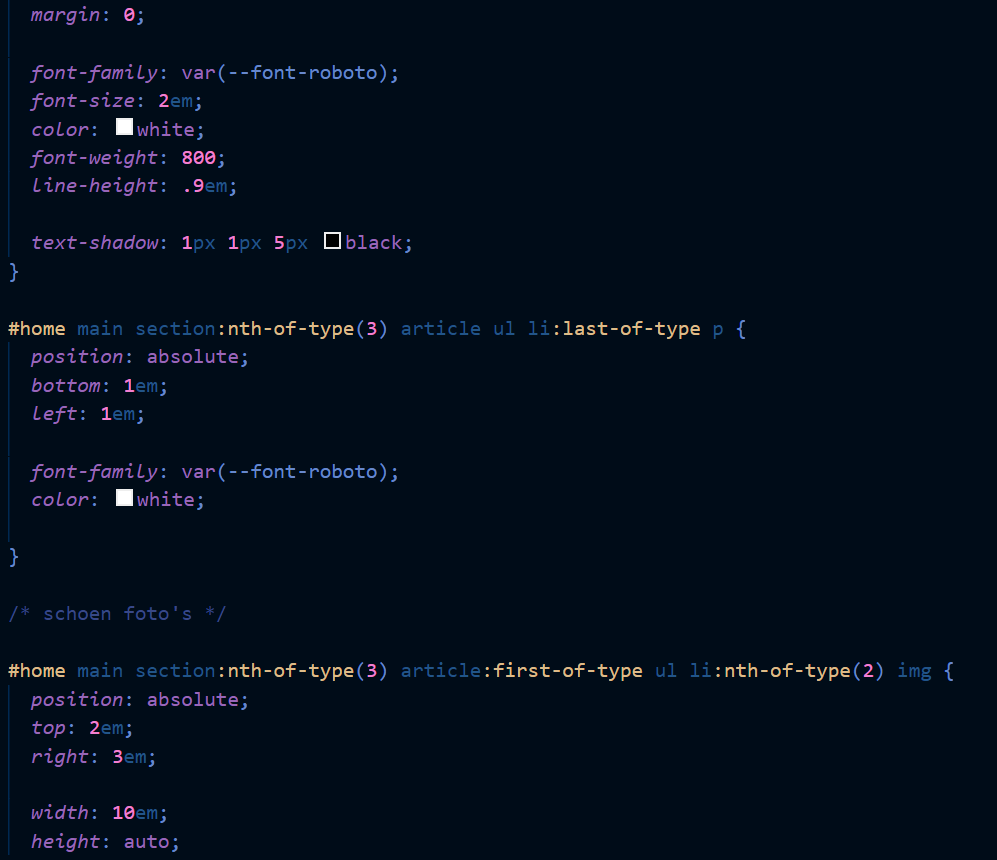 margin: 0;
font-family: var(--font-roboto);
font-size: 2em;
color: white;
font-weight: 800;
line-height: .9em;
text-shadow: 1px 1px 5px black;
}
#home main section:nth-of-type(3) article ul li:last-of-type p {
position: absolute;
bottom: 1em;
left: 1em;
font-family: var(--font-roboto);
color: white;
}
/* schoen foto's */
#home main section:nth-of-type(3) article:first-of-type ul li:nth-of-type(2) img {
position: absolute;
top: 2em;
right: 3em;
width: 10em;
height: auto;